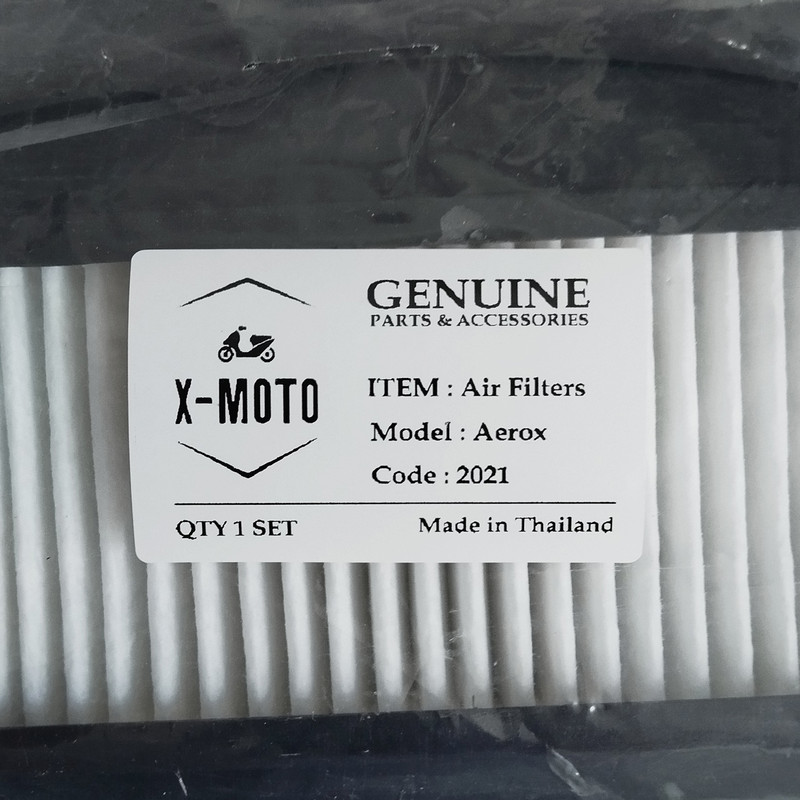 GENUINE
PARTS & ACCESSORIES
X-MOTO
ITEM : Air Filters
Model : Aerox
Code : 2021
QTY 1 SET
Made in Thailand